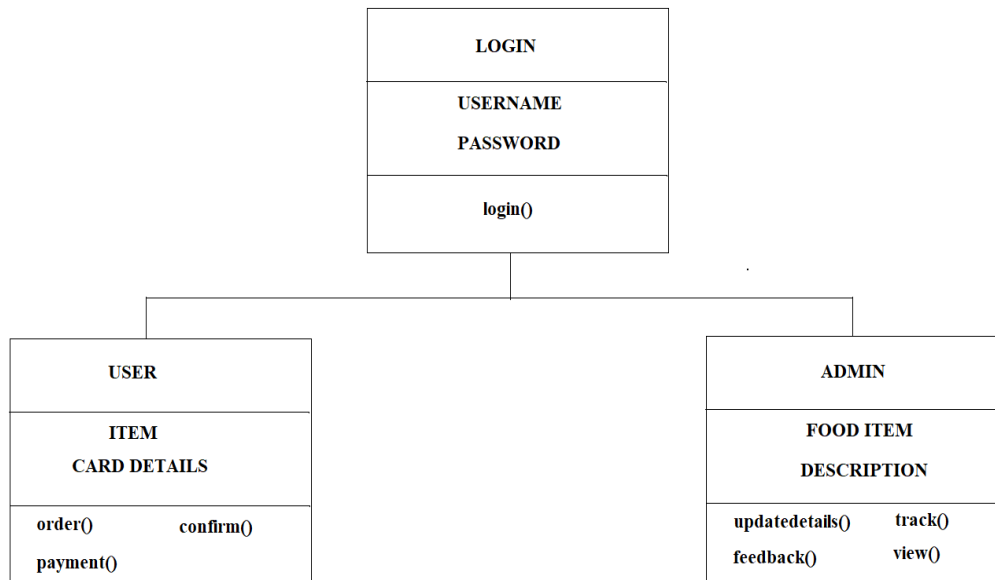 LOGIN
USERNAME
PASSWORD
login()
USER
ITEM
CARD DETAILS
order() confirm()
payment()
ADMIN
FOOD ITEM
DESCRIPTION
updatedetails() track()
feedback() view()